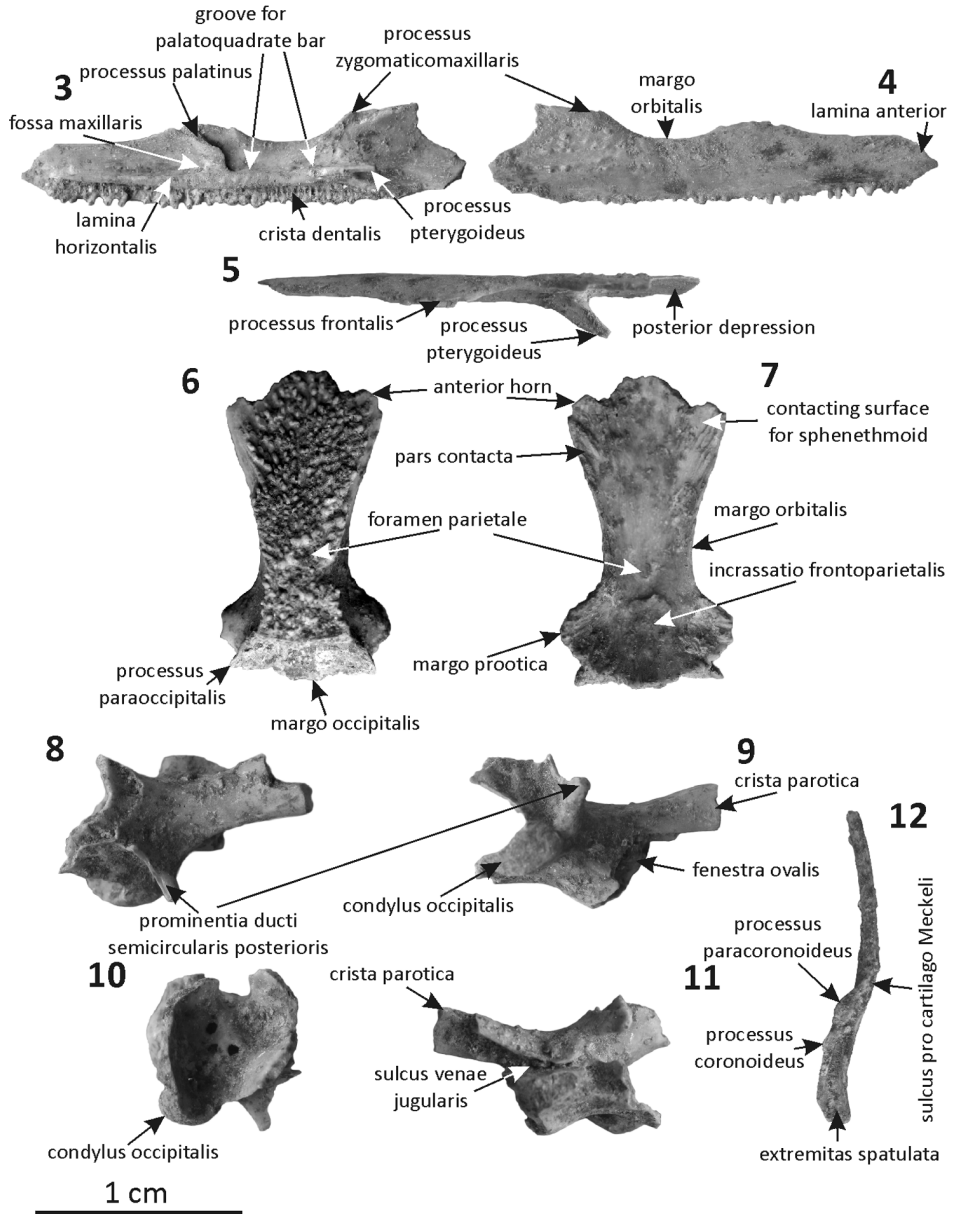 groove for
palatoquadrate bar
processus palatinus
3
fossa maxillaris
lamina
horizontalis
crista dentalis
processus
pterygoideus
processus
zygomaticomaxillaris
margo
orbitalis
4
lamina anterior
5
processus frontalis
processus
pterygoideus
posterior depression
6
anterior horn
7
contacting surface
for sphenethmoid
pars contacta
foramen parietale
margo orbitalis
incrassatio frontoparietalis
processus
paraoccipitalis
margo prootica
margo occipitalis
8
9
crista parotica
12
prominentia ducti
semicircularis posterioris
condylus occipitalis
fenestra ovalis
processus
paracoronoideus
sulcus pro cartilago Meckeli
10
crista parotica
11
processus
coronoideus
sulcus venae
jugularis
condylus occipitalis
extremitas spatulata
1 cm